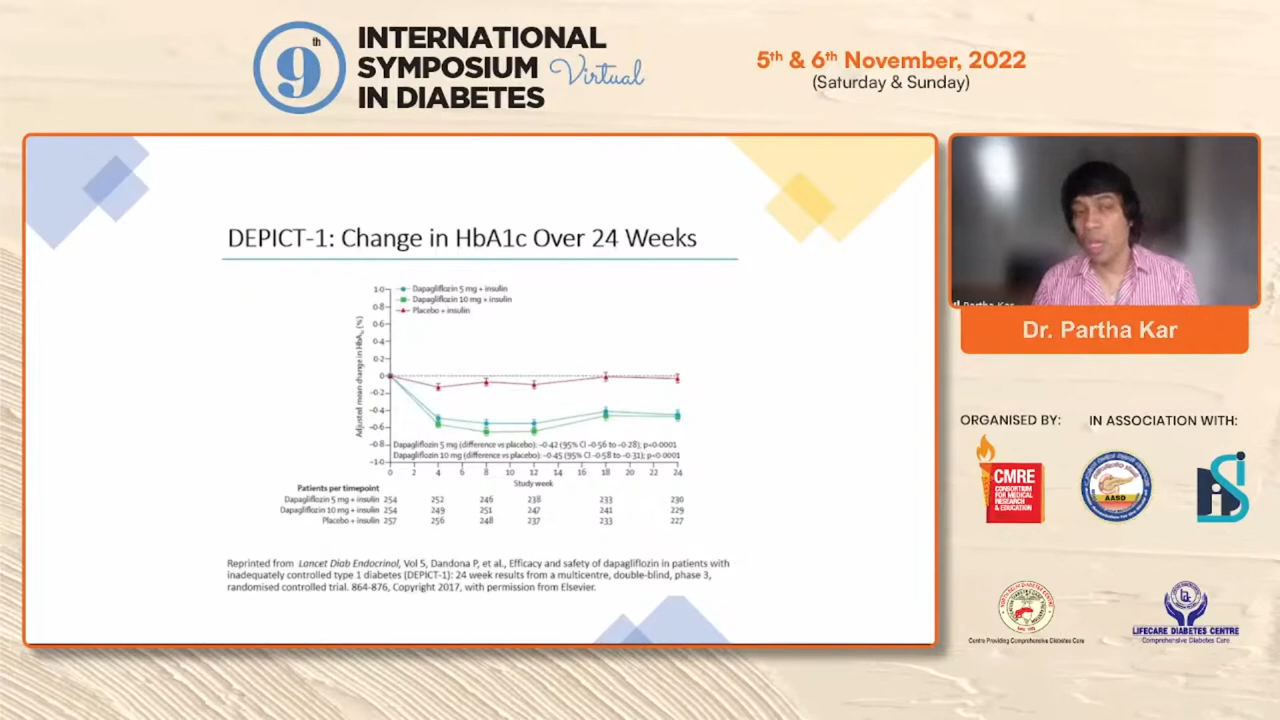 9th
INTERNATIONAL
SYMPOSIUM Virtual
IN DIABETES
5th & 6th November, 2022
(Saturday & Sunday)
DEPICT-1: Change in HbA1c Over 24 Weeks
Dapagliflozin 5 mg + insulin
Dapagliflozin 10 mg + insulin
Placebo + insulin
Adjusted mean change in HbA1c (%)
1·0
0·8
0·6
0·4
0·2
0
-0·2
-0·4
-0·6
-0·8
-1·0
Dapagliflozin 5 mg (difference vs placebo): -0·42 (95% CI -0·56 to -0·28); p<0·0001
Dapagliflozin 10 mg (difference vs placebo): -0·45 (95% CI -0·58 to -0·31); p<0·0001
0 2 4 6 8 10 12 14 16 18 20 22 24
Study week
Patients per timepoint
Dapagliflozin 5 mg + insulin 254 252 246 238 233 230
Dapagliflozin 10 mg + insulin 254 249 251 247 241 229
Placebo + insulin 257 256 248 237 233 227
Reprinted from Lancet Diab Endocrinol, Vol 5, Dandona P, et al., Efficacy and safety of dapagliflozin in patients with
inadequately controlled type 1 diabetes (DEPICT-1): 24 week results from a multicentre, double-blind, phase 3,
randomised controlled trial. 864-876, Copyright 2017, with permission from Elsevier.
Partha Kar
Dr. Partha Kar
ORGANISED BY:
IN ASSOCIATION WITH:
CMRE
CONSORTIUM
FOR MEDICAL
RESEARCH
& EDUCATION
AASD
Centre Providing Comprehensive Diabetes Care
LIFECARE DIABETES CENTRE
Comprehensive Diabetes Care